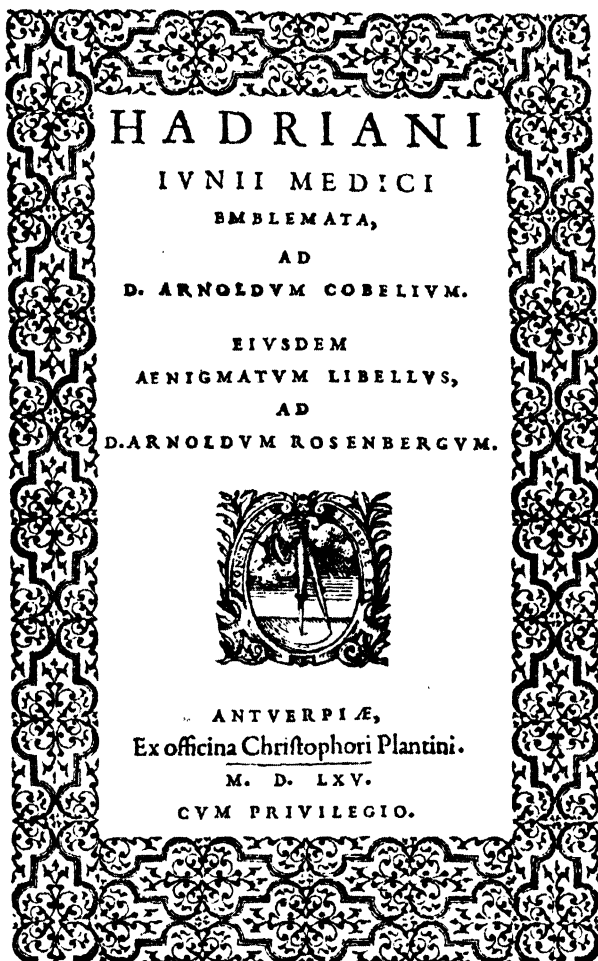 HADRIANI
IVNII MEDICI
EMBLEMATA,
AD
D. ARNOLDVM COBELIVM.
EIVSDEM
AENIGMATVM LIBELLVS,
AD
D. ARNOLDVM ROSENBERGVM.
ANTVERPIÆ,
Ex officina Chriſtophori Plantini.
M. D. LXV.
CVM PRIVILEGIO.